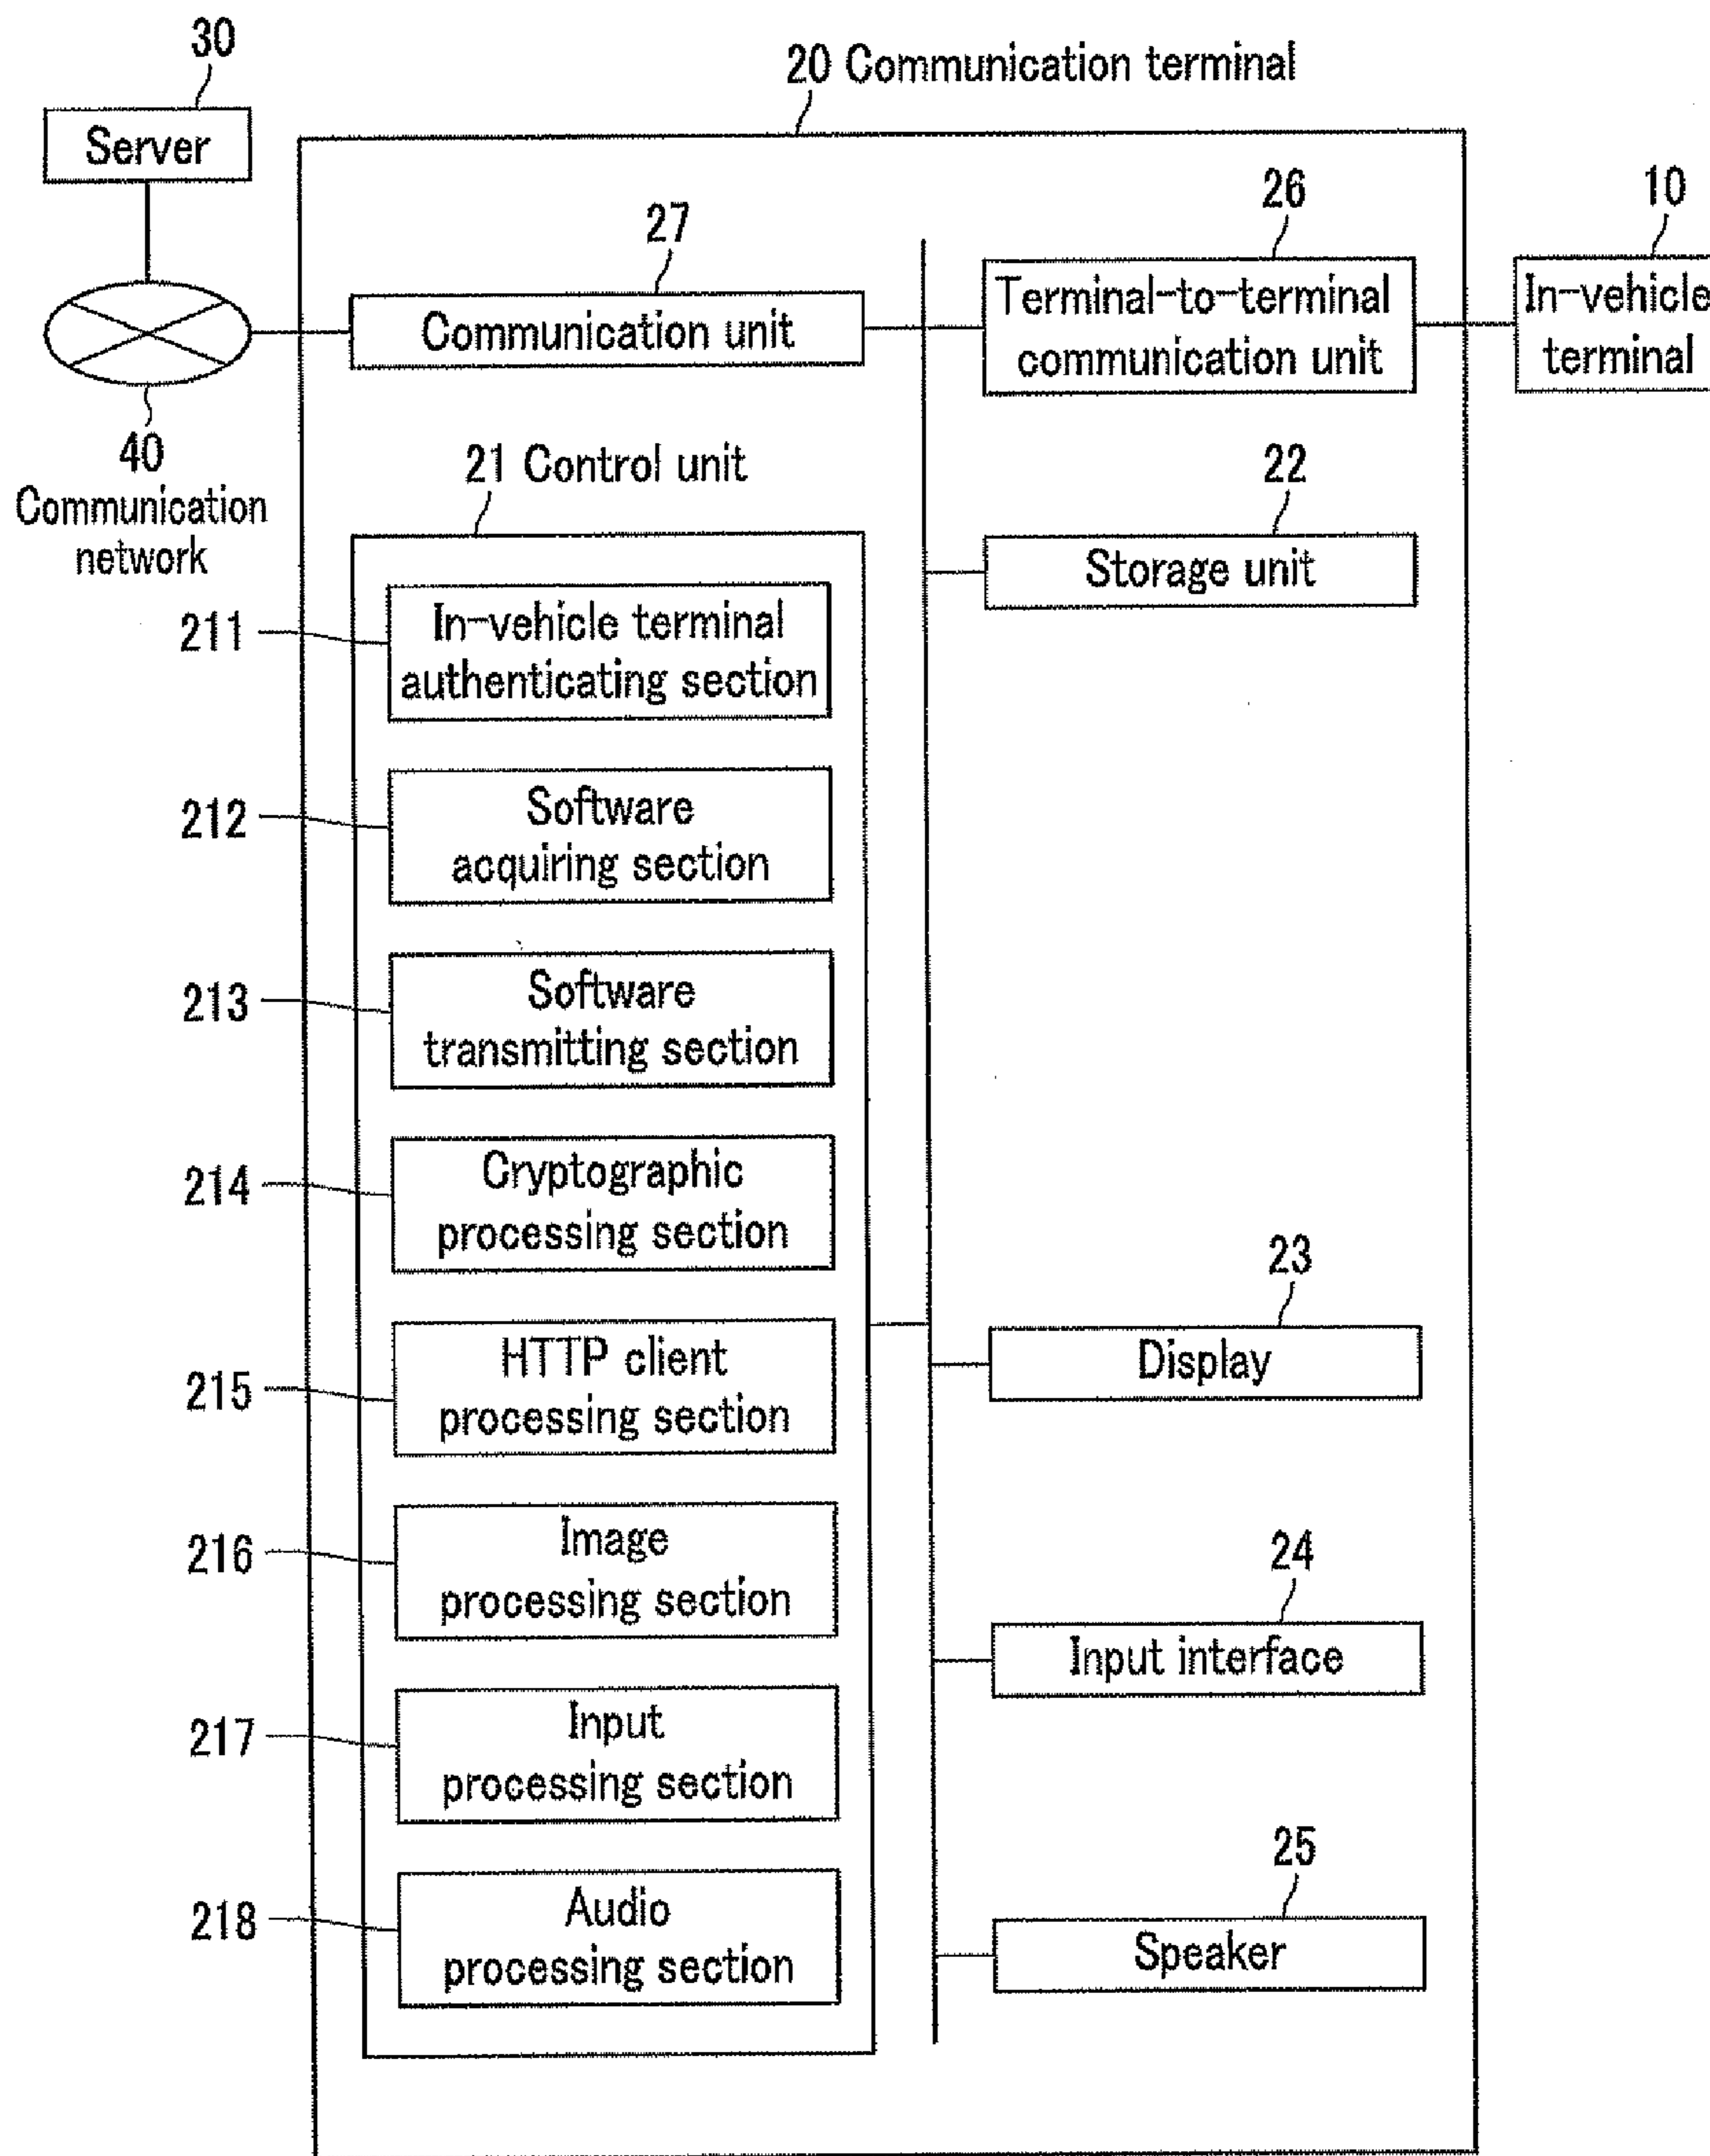 30
20 Communication terminal
Server
27
26
10
Communication unit
Terminal-to-terminal
communication unit
In-vehicle
terminal
40
Communication
network
21 Control unit
22
Storage unit
211
In-vehicle terminal
authenticating section
212
Software
acquiring section
213
Software
transmitting section
214
Cryptographic
processing section
23
Display
215
HTTP client
processing section
216
Image
processing section
24
Input interface
217
Input
processing section
25
Speaker
218
Audio
processing section